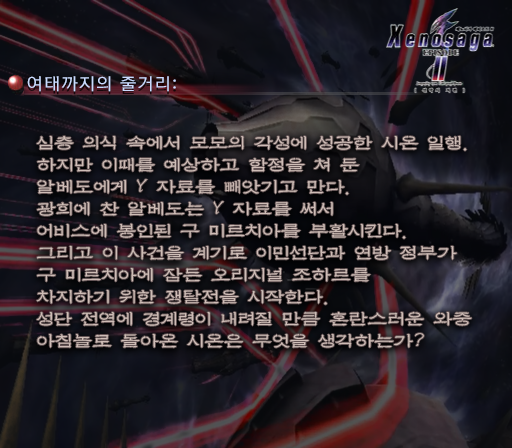 Xenosaga
EPISODE
II
여태까지의 줄거리:
심층 의식 속에서 모모의 각성에 성공한 시온 일행.
하지만 이때를 예상하고 함정을 쳐 둔
알베도에게 Y 자료를 빼앗기고 만다.
광희에 찬 알베도는 Y 자료를 써서
어비스에 봉인된 구 미르치아를 부활시킨다.
그리고 이 사건을 계기로 이민선단과 연방 정부가
구 미르치아에 잠든 오리지널 조하르를
차지하기 위한 쟁탈전을 시작한다.
성단 전역에 경계령이 내려질 만큼 혼란스러운 와중
아침놀로 돌아온 시온은 무엇을 생각하는가?